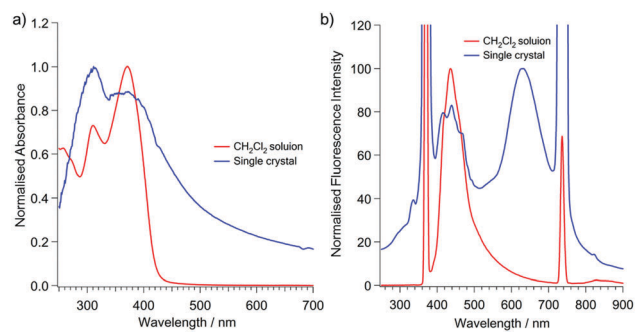 a)
Normalised Absorbance
1.2
1.0
0.8
0.6
0.4
0.2
0.0
CH2Cl2 soluion
Single crystal
300 400 500 600 700
Wavelength / nm
b)
Normalised Fluorescence Intensity
120
100
80
60
40
20
0
CH2Cl2 soluion
Single crystal
300 400 500 600 700 800 900
Wavelength / nm